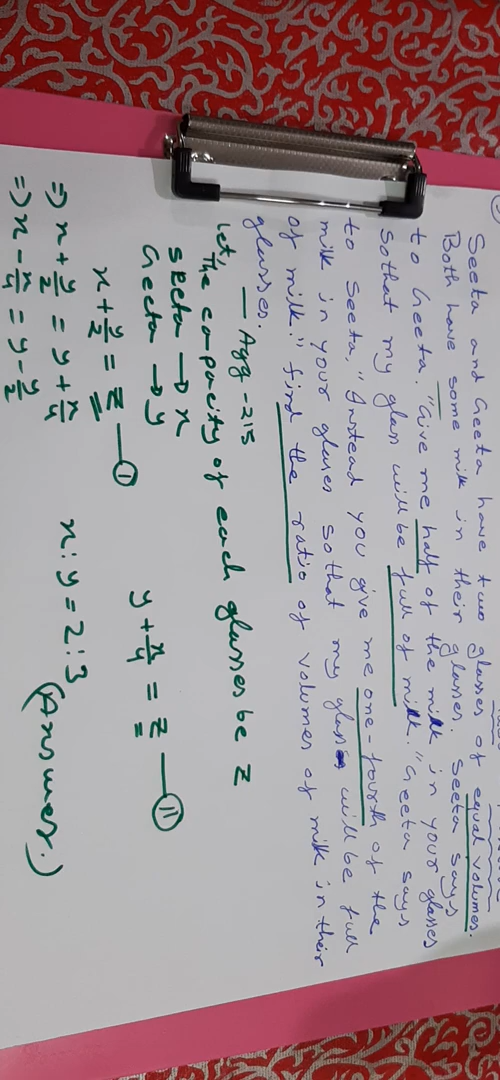 Seeta and Geeta have two glasses of equal volumes.
Both have some milk in their glasses. Seeta says
to Geeta. "Give me half of the milk in your glasses
So that my glass will be full of milk." Geeta says
to Seeta, "Instead you give me one-fourth of the
milk in your glasses so that my glass will be full
of milk." find the ratio of volumes of milk in their
glasses.
— Agg-215
Let, The capacity of each glasses be z
Seeta → x
Geeta → y
x + y/2 = z — (I)
y + x/4 = z — (II)
⇒ x + y/2 = y + x/4
⇒ x - x/4 = y - y/2
x : y = 2 : 3
(Answer.)